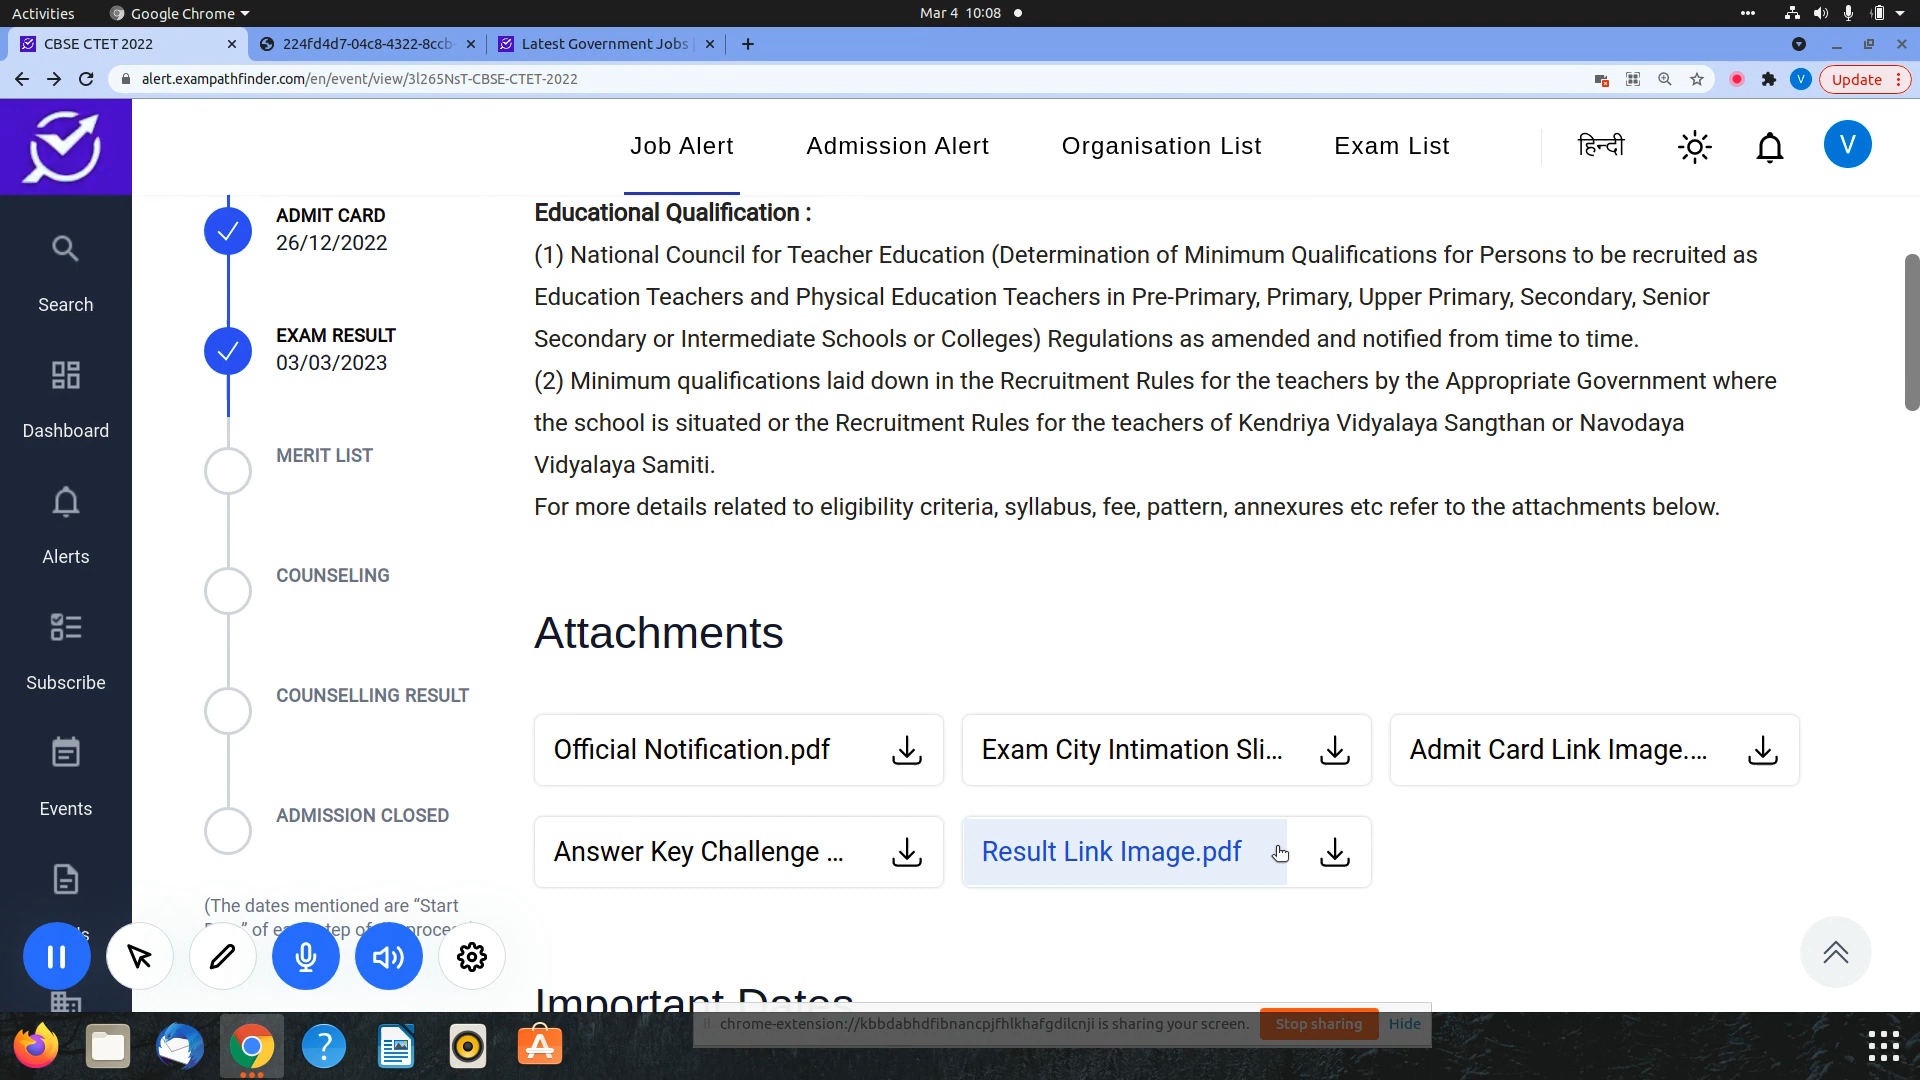 Activities
Google Chrome
Mar 4 10:08
CBSE CTET 2022
224fd4d7-04c8-4322-8ccb-
Latest Government Jobs
alert.exampathfinder.com/en/event/view/3l265NsT-CBSE-CTET-2022
V
Update
Job Alert
Admission Alert
Organisation List
Exam List
हिन्दी
V
Search
Dashboard
Alerts
Subscribe
Events
ADMIT CARD
26/12/2022
EXAM RESULT
03/03/2023
MERIT LIST
COUNSELING
COUNSELLING RESULT
ADMISSION CLOSED
(The dates mentioned are “Start
Educational Qualification :
(1) National Council for Teacher Education (Determination of Minimum Qualifications for Persons to be recruited as
Education Teachers and Physical Education Teachers in Pre-Primary, Primary, Upper Primary, Secondary, Senior
Secondary or Intermediate Schools or Colleges) Regulations as amended and notified from time to time.
(2) Minimum qualifications laid down in the Recruitment Rules for the teachers by the Appropriate Government where
the school is situated or the Recruitment Rules for the teachers of Kendriya Vidyalaya Sangthan or Navodaya
Vidyalaya Samiti.
For more details related to eligibility criteria, syllabus, fee, pattern, annexures etc refer to the attachments below.
Attachments
Official Notification.pdf
Exam City Intimation Sli...
Admit Card Link Image....
Answer Key Challenge ...
Result Link Image.pdf
Important Dates
chrome-extension://kbbdabhdfibnancpjfhlkhafgdilcnji is sharing your screen.
Stop sharing
Hide